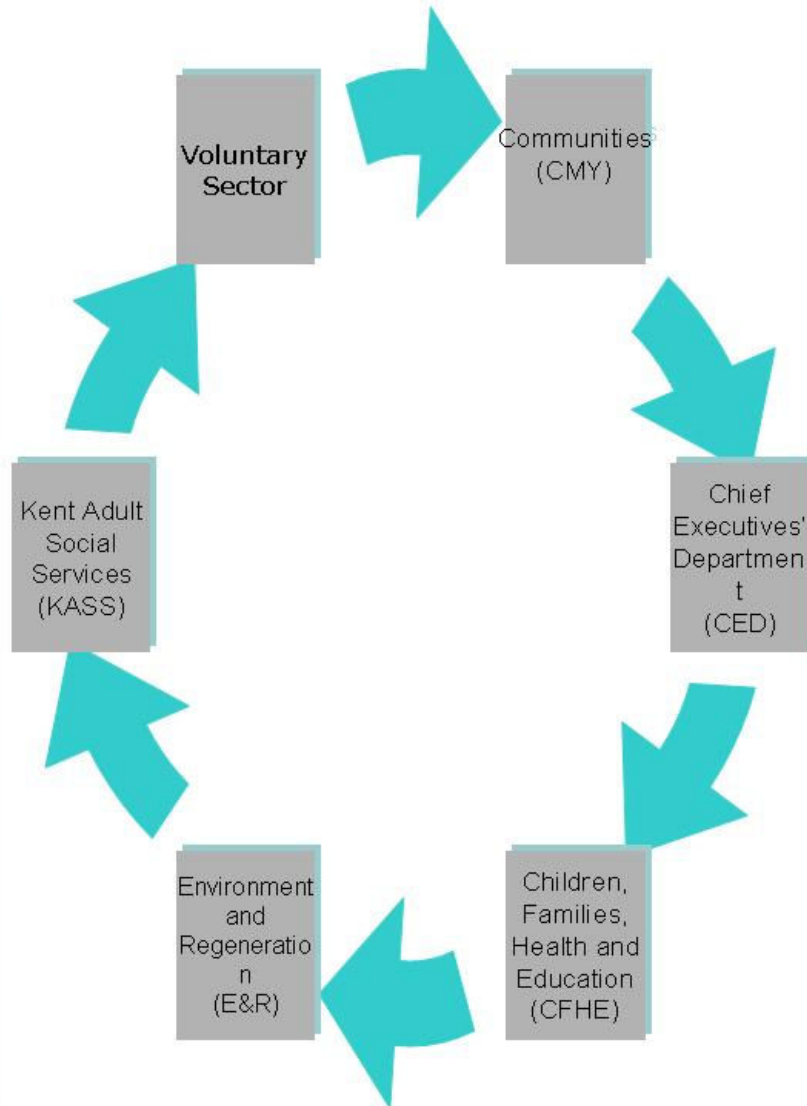 Voluntary
Sector
Communities
(CMY)
Chief
Executives'
Departmen
t
(CED)
Children,
Families,
Health and
Education
(CFHE)
Environment
and
Regeneratio
n
(E&R)
Kent Adult
Social
Services
(KASS)